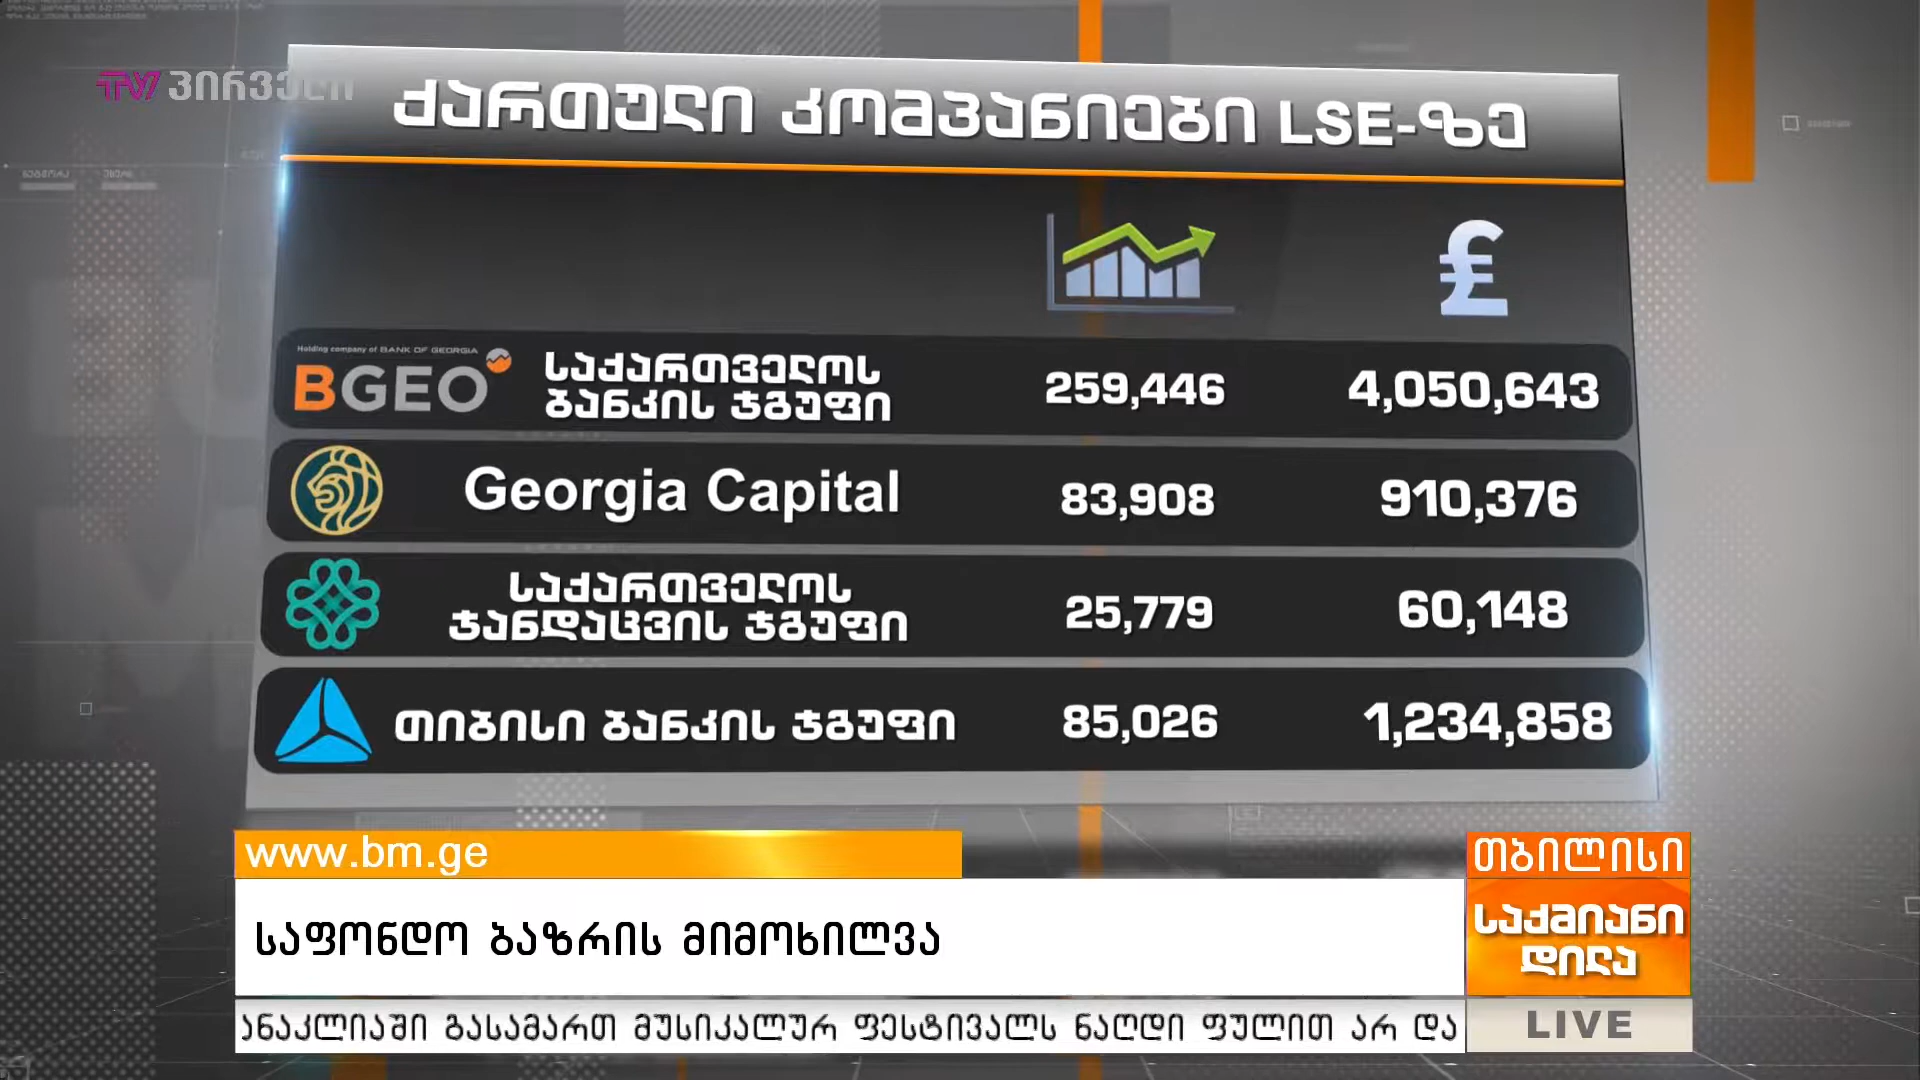 TV პირველი
ქართული კომპანიები LSE-ზე
£
Holding company of BANK OF GEORGIA
BGEO
საქართველოს
ბანკის ჯგუფი
259,446
4,050,643
Georgia Capital
83,908
910,376
საქართველოს
ჯანდაცვის ჯგუფი
25,779
60,148
თიბისი ბანკის ჯგუფი
85,026
1,234,858
www.bm.ge
თბილისი
საფონდო ბაზრის მიმოხილვა
საქმიანი
დილა
ანაკლიაში გასამართ მუსიკალურ ფესტივალს ნაღდი ფულით არ და
LIVE